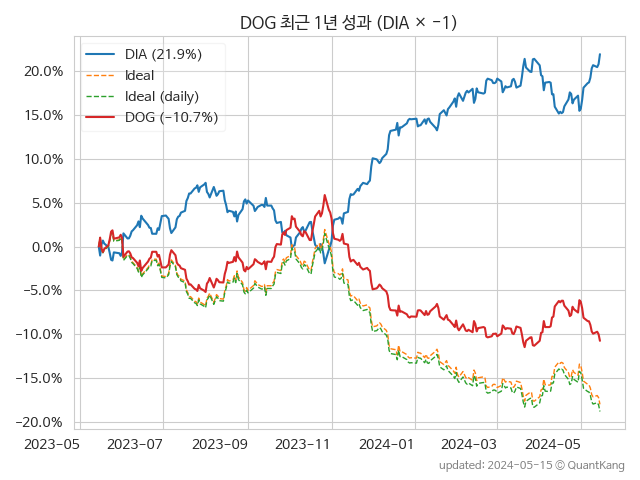 DOG 최근 1년 성과 (DIA × −1)
DIA (21.9%)
Ideal
Ideal (daily)
DOG (−10.7%)
20.0%
15.0%
10.0%
5.0%
0.0%
−5.0%
−10.0%
−15.0%
−20.0%
2023-05 2023-07 2023-09 2023-11 2024-01 2024-03 2024-05
updated: 2024-05-15 ⓒ QuantKang